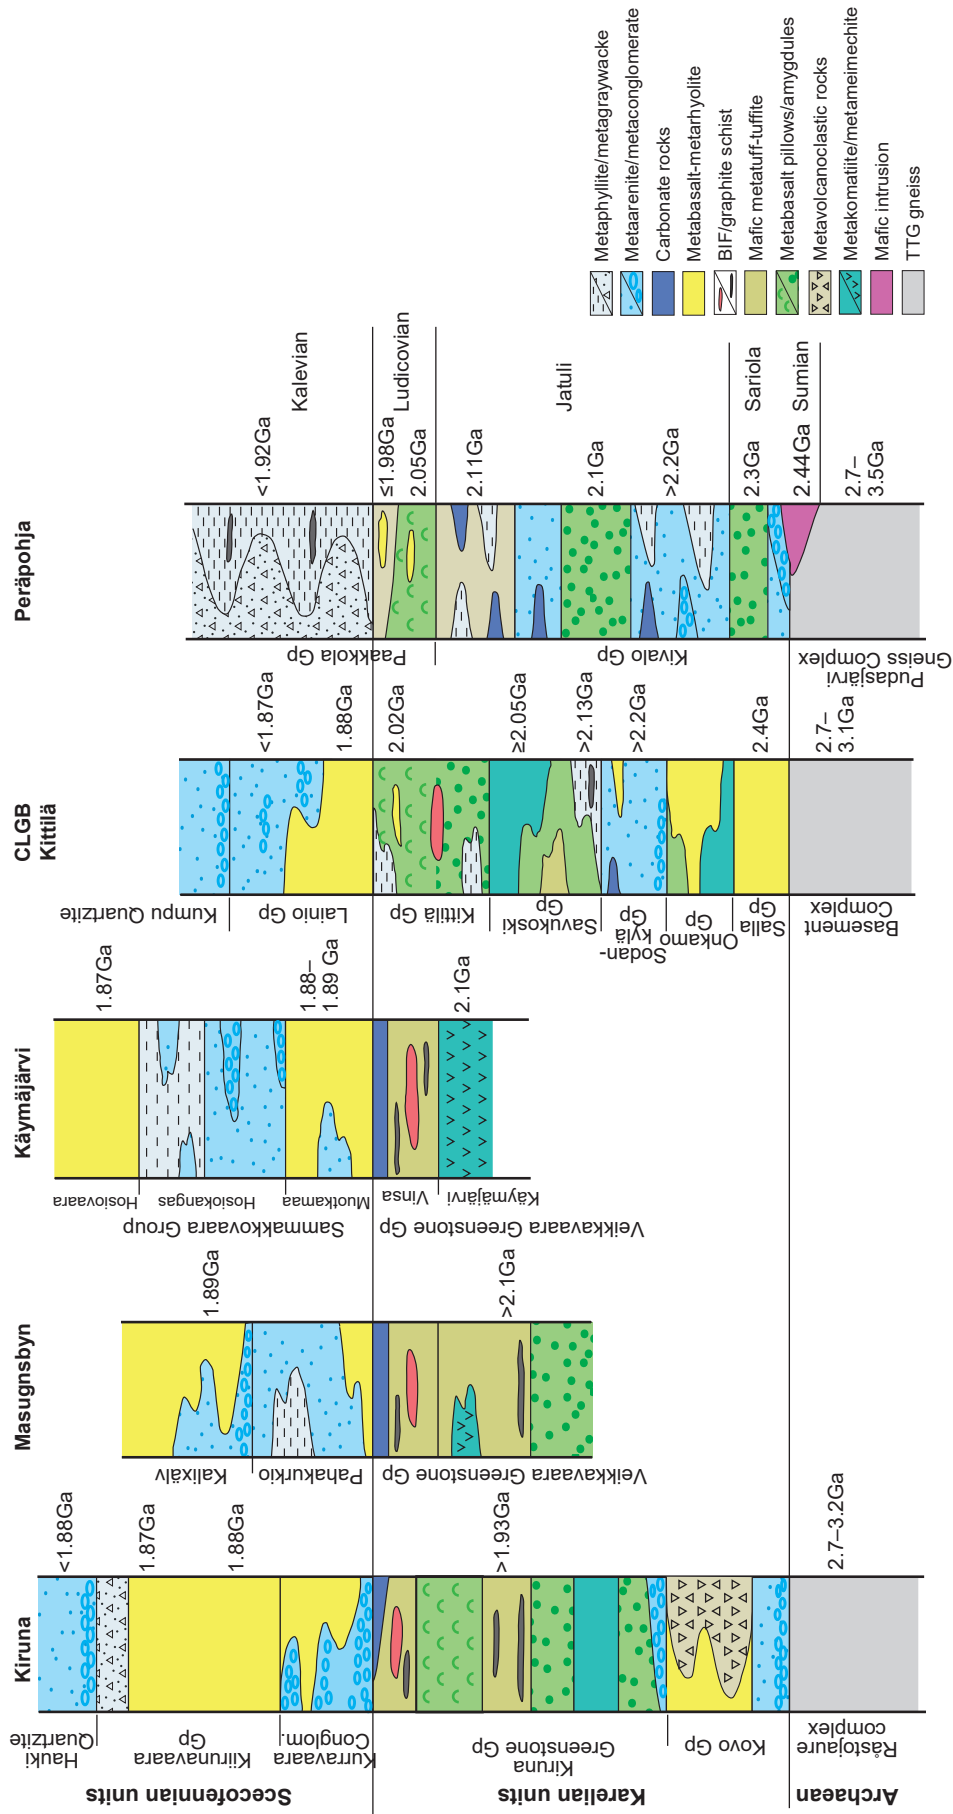 Kiruna
Masugnsbyn
Käymäjärvi
CLGB
Kittilä
Peräpohja
Scecofennian units
Karelian units
Archaean
Hauki
Quartzite
Kiirunavaara
Gp
Kurravaara
Conglom.
Kiruna
Greenstone Gp
Kovo Gp
Råstojaure
complex
<1.88Ga
1.87Ga
1.88Ga
>1.93Ga
2.7–3.2Ga
Kalixälv
Pahakurkio
Veikkavaara Greenstone Gp
1.89Ga
>2.1Ga
Hosiovaara
Hosiokangas
Muotkamaa
Sammakkovaara Group
Vinsa
Käymäjärvi
Veikkavaara Greenstone Gp
1.87Ga
1.88–
1.89 Ga
2.1Ga
Kumpu Quartzite
Lainio Gp
Kittilä Gp
Savukoski
Gp
Sodan-
kylä
Gp
Onkamo
Gp
Salla
Gp
Basement
Complex
<1.87Ga
1.88Ga
2.02Ga
≥2.05Ga
>2.13Ga
>2.2Ga
2.4Ga
2.7–
3.1Ga
Paakkola Gp
Kivalo Gp
Pudasjärvi
Gneiss Complex
<1.92Ga
≤1.98Ga
2.05Ga
2.11Ga
2.1Ga
>2.2Ga
2.3Ga
2.44Ga
2.7–
3.5Ga
Kalevian
Ludicovian
Jatuli
Sariola
Sumian
Metaphyllite/metagraywacke
Metaarenite/metaconglomerate
Carbonate rocks
Metabasalt-metarhyolite
BIF/graphite schist
Mafic metatuff-tuffite
Metabasalt pillows/amygdules
Metavolcanoclastic rocks
Metakomatiite/metameimechite
Mafic intrusion
TTG gneiss